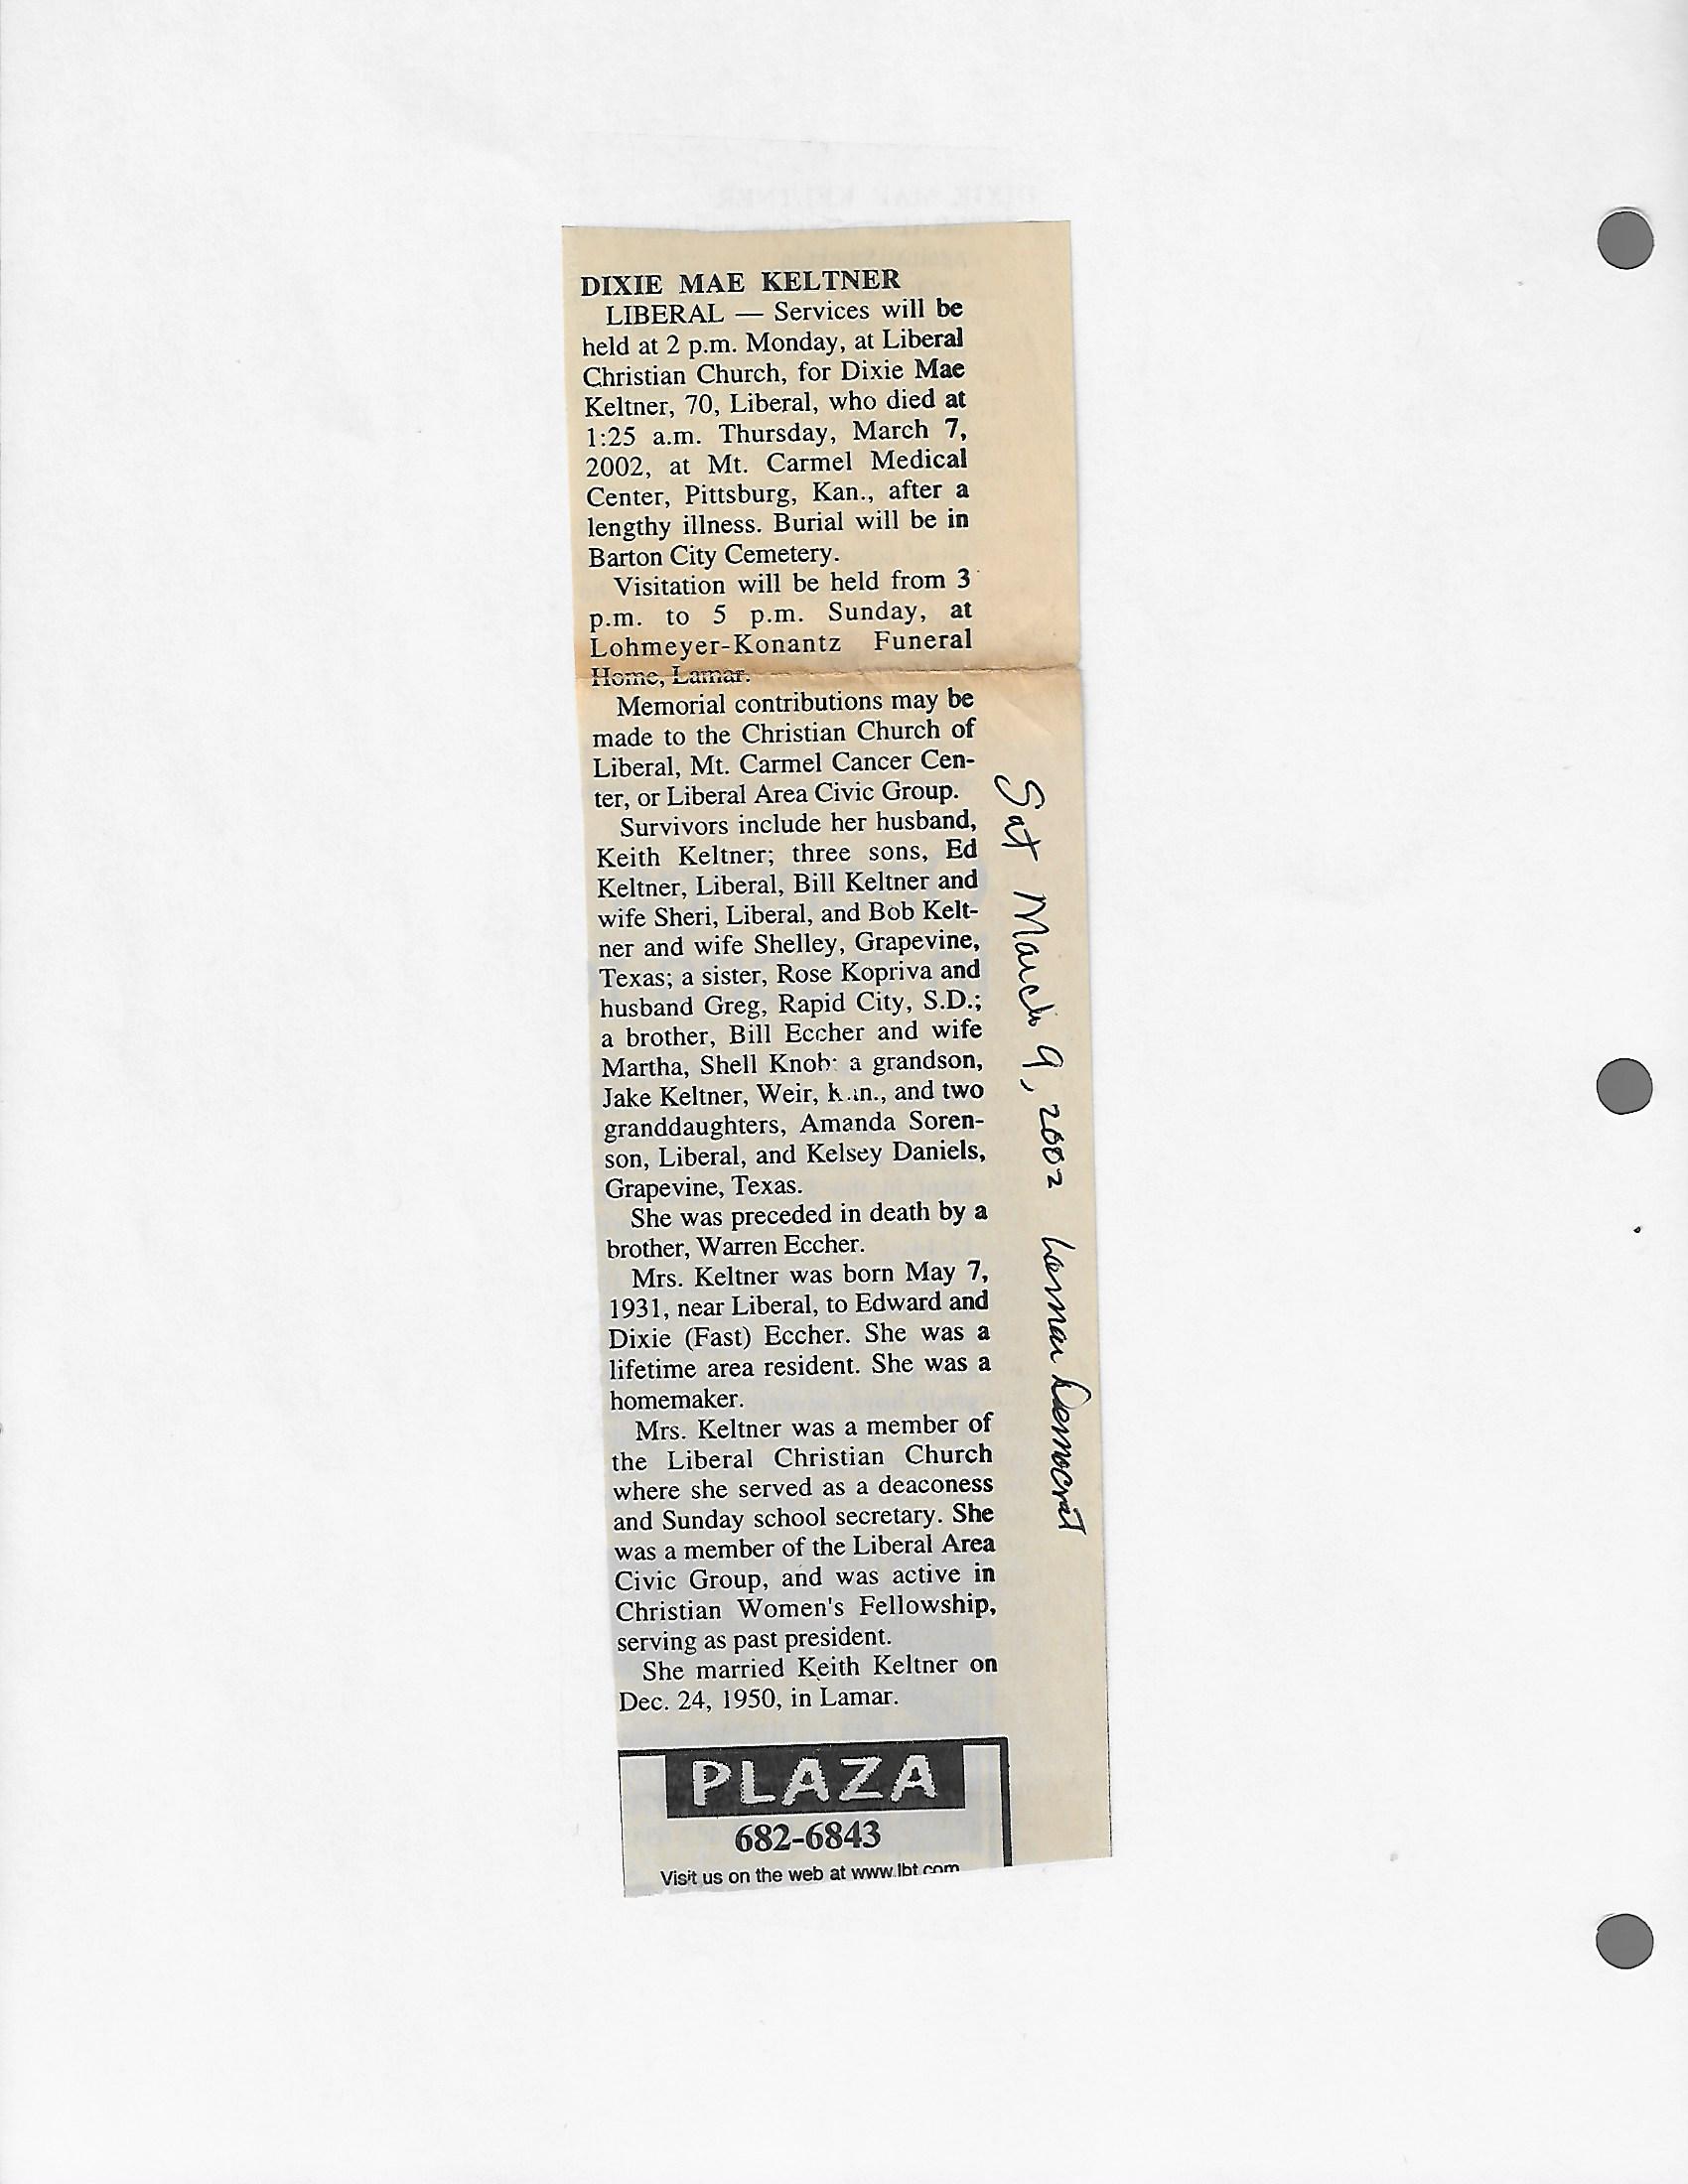 DIXIE MAE KELTNER
LIBERAL — Services will be
held at 2 p.m. Monday, at Liberal
Christian Church, for Dixie Mae
Keltner, 70, Liberal, who died at
1:25 a.m. Thursday, March 7,
2002, at Mt. Carmel Medical
Center, Pittsburg, Kan., after a
lengthy illness. Burial will be in
Barton City Cemetery.
Visitation will be held from 3
p.m. to 5 p.m. Sunday, at
Lohmeyer-Konantz Funeral
Home, Lamar.
Memorial contributions may be
made to the Christian Church of
Liberal, Mt. Carmel Cancer Cen-
ter, or Liberal Area Civic Group.
Survivors include her husband,
Keith Keltner; three sons, Ed
Keltner, Liberal, Bill Keltner and
wife Sheri, Liberal, and Bob Kelt-
ner and wife Shelley, Grapevine,
Texas; a sister, Rose Kopriva and
husband Greg, Rapid City, S.D.;
a brother, Bill Eccher and wife
Martha, Shell Knob; a grandson,
Jake Keltner, Weir, Kan., and two
granddaughters, Amanda Soren-
son, Liberal, and Kelsey Daniels,
Grapevine, Texas.
She was preceded in death by a
brother, Warren Eccher.
Mrs. Keltner was born May 7,
1931, near Liberal, to Edward and
Dixie (Fast) Eccher. She was a
lifetime area resident. She was a
homemaker.
Mrs. Keltner was a member of
the Liberal Christian Church
where she served as a deaconess
and Sunday school secretary. She
was a member of the Liberal Area
Civic Group, and was active in
Christian Women's Fellowship,
serving as past president.
She married Keith Keltner on
Dec. 24, 1950, in Lamar.
PLAZA
682-6843
Visit us on the web at www.lbt.com
Sat March 9, 2002 Lamar Democrat